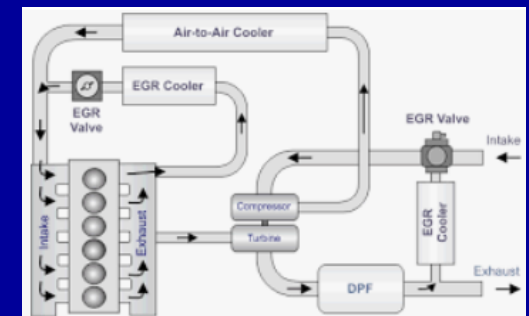 Air-to-Air Cooler
EGR Cooler
EGR
Valve
EGR Valve
Intake
Compressor
Turbine
EGR
Cooler
Intake
Exhaust
Exhaust
DPF